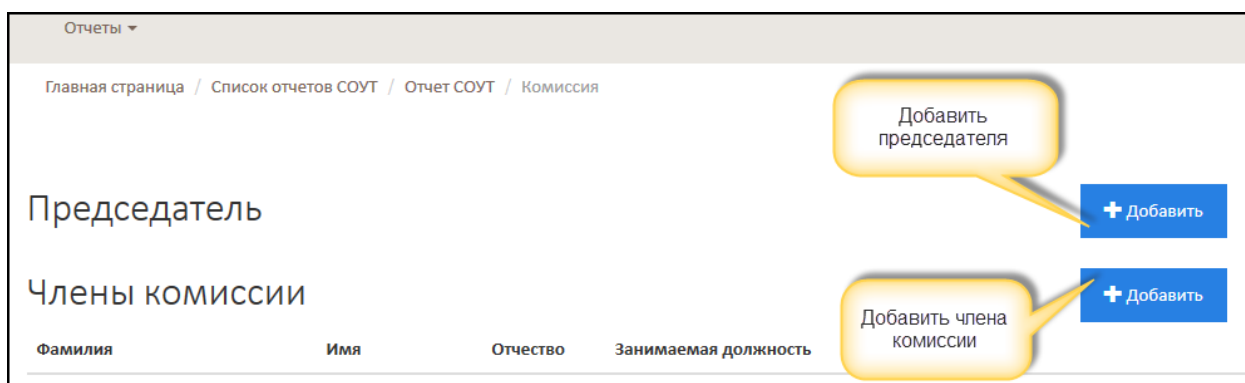 Отчеты
Главная страница / Список отчетов СОУТ / Отчет СОУТ / Комиссия
Добавить
председателя
Председатель
+ Добавить
Члены комиссии
+ Добавить
Добавить члена
комиссии
Фамилия Имя Отчество Занимаемая должность